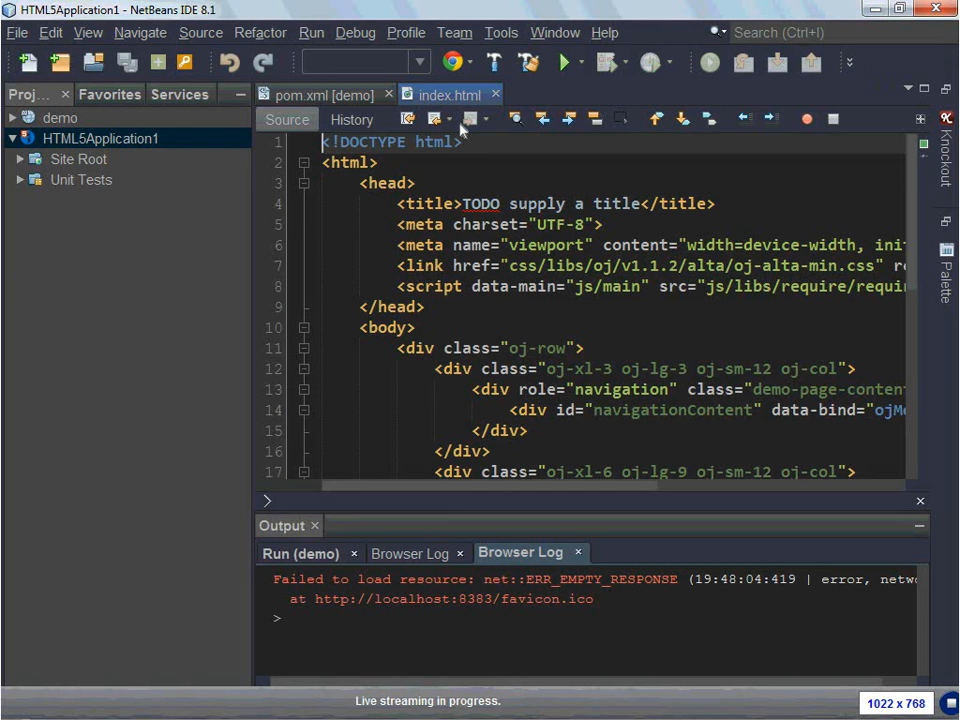 HTML5Application1 - NetBeans IDE 8.1
File Edit View Navigate Source Refactor Run Debug Profile Team Tools Window Help
Search (Ctrl+I)
Proj... Favorites Services
pom.xml [demo] index.html
Source History
demo
HTML5Application1
Site Root
Unit Tests
1 <!DOCTYPE html>
2 <html>
3 <head>
4 <title>TODO supply a title</title>
5 <meta charset="UTF-8">
6 <meta name="viewport" content="width=device-width, init
7 <link href="css/libs/oj/v1.1.2/alta/oj-alta-min.css" re
8 <script data-main="js/main" src="js/libs/require/requir
9 </head>
10 <body>
11 <div class="oj-row">
12 <div class="oj-xl-3 oj-lg-3 oj-sm-12 oj-col">
13 <div role="navigation" class="demo-page-content
14 <div id="navigationContent" data-bind="ojMo
15 </div>
16 </div>
17 <div class="oj-xl-6 oj-lg-9 oj-sm-12 oj-col">
Knockout
Palette
Output
Run (demo) Browser Log Browser Log
Failed to load resource: net::ERR_EMPTY_RESPONSE (19:48:04:419 | error, netwo
at http://localhost:8383/favicon.ico
>
Live streaming in progress.
1022 x 768